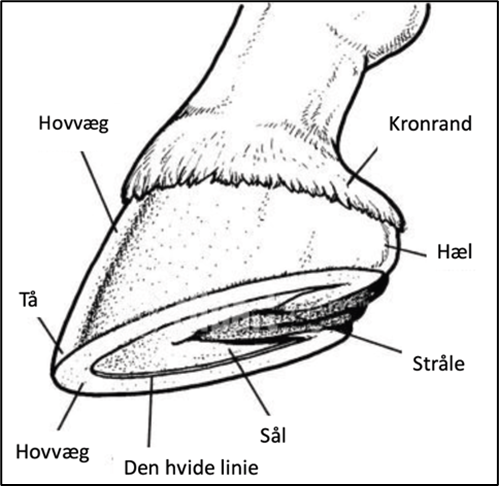 Hovvæg
Kronrand
Hæl
Tå
Stråle
Sål
Hovvæg
Den hvide linie